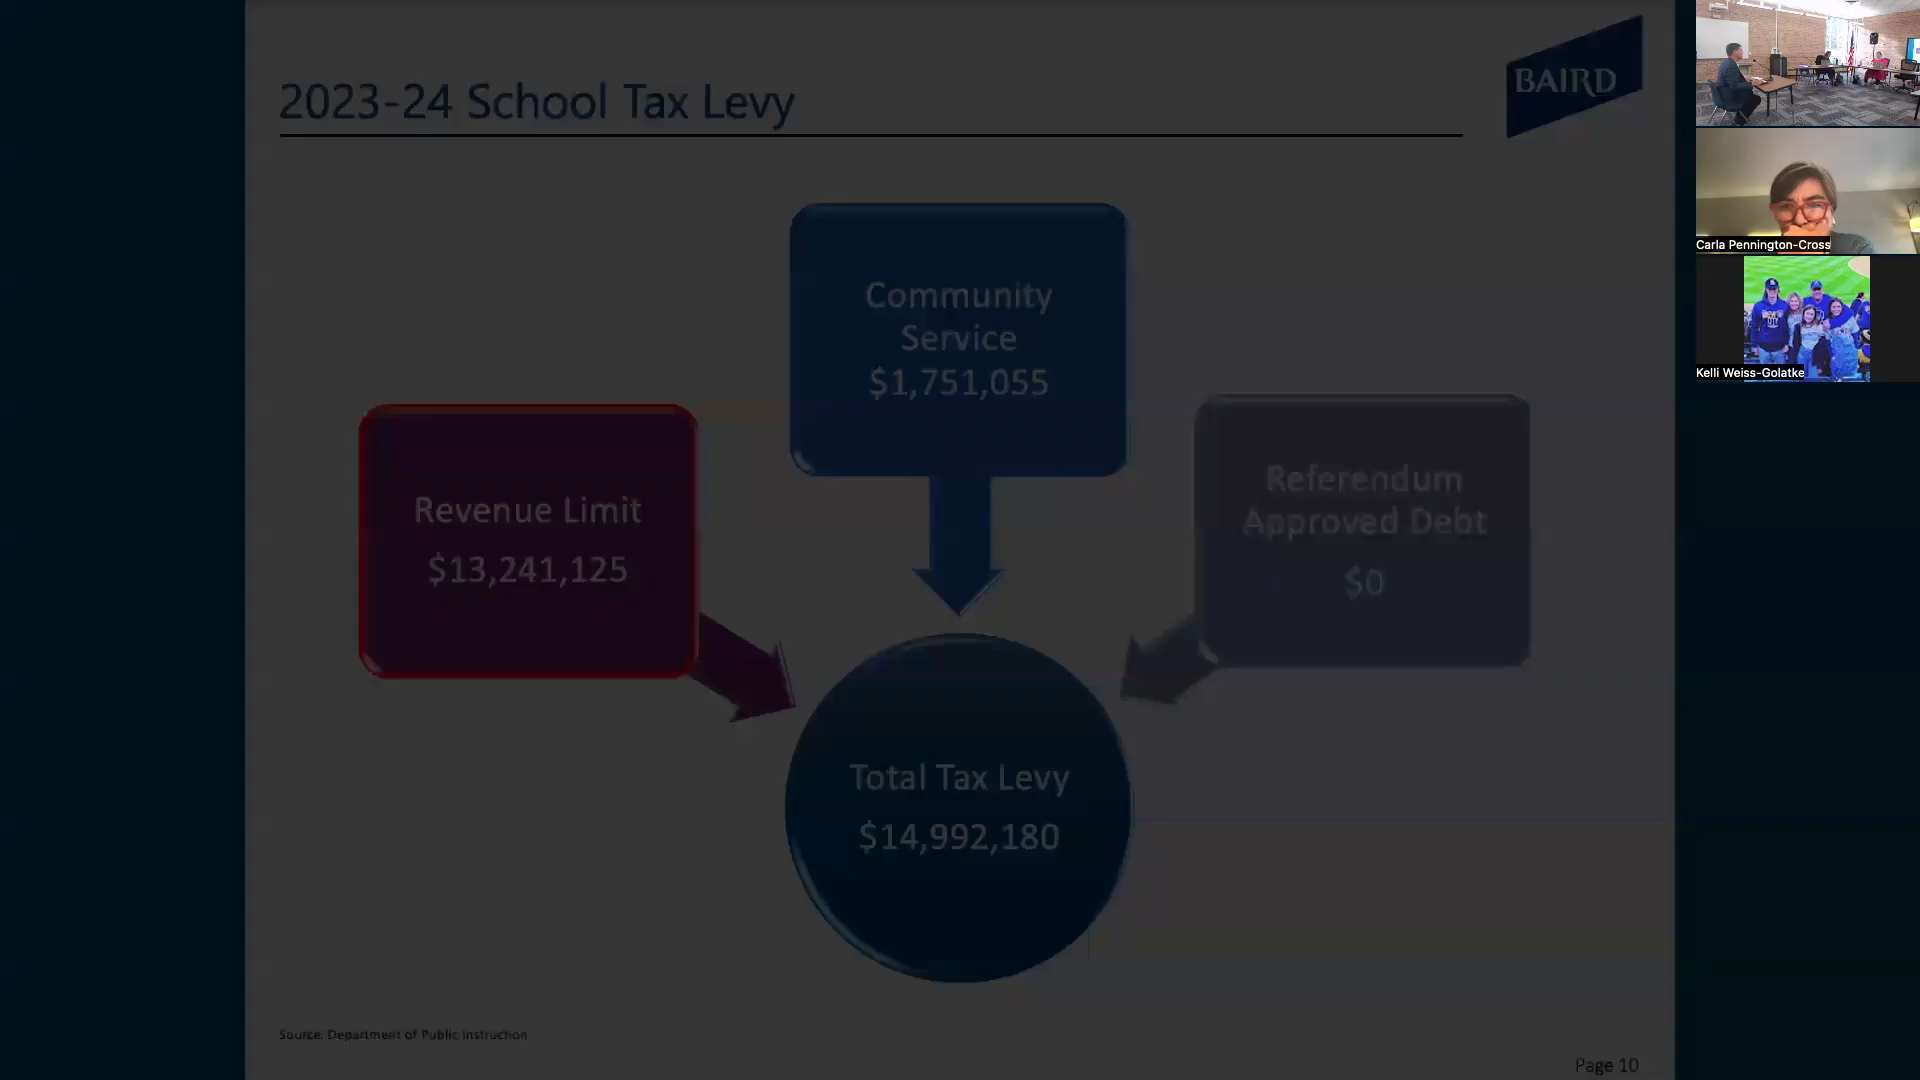 2023-24 School Tax Levy
BAIRD
Community
Service
$1,751,055
Revenue Limit
$13,241,125
Referendum
Approved Debt
$0
Total Tax Levy
$14,992,180
Source: Department of Public Instruction
Page 10
Carla Pennington-Cross
Kelli Weiss-Golatke